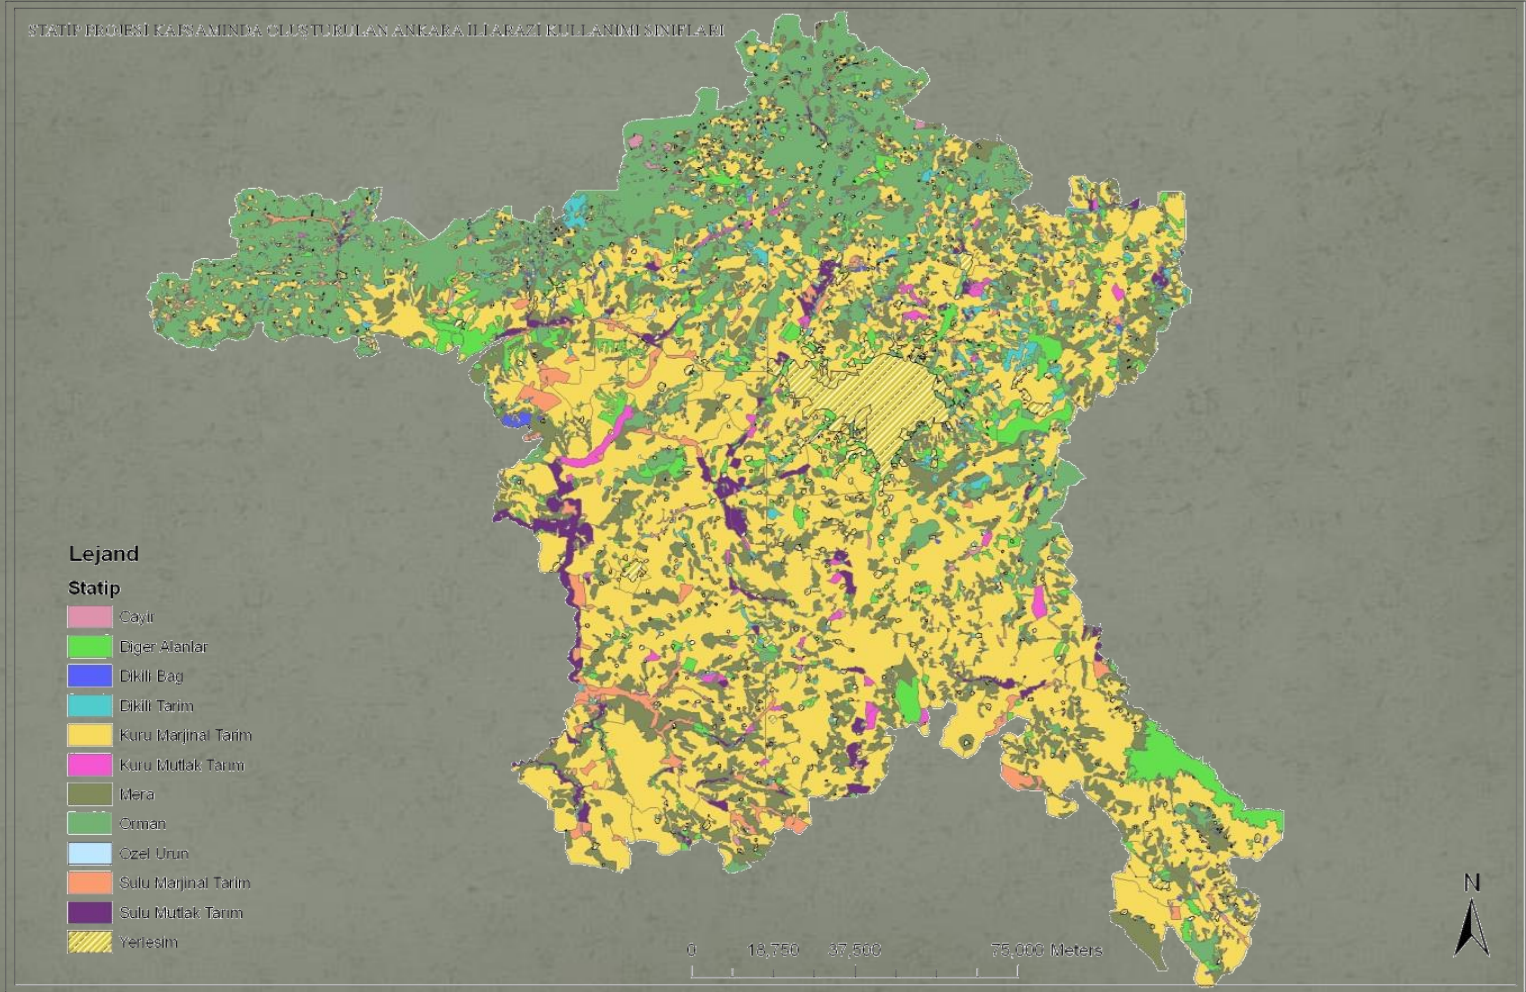 STATİP PROJESİ KAPSAMINDA OLUŞTURULAN ANKARA İLİ ARAZİ KULLANIMI SINIFLARI
Lejand
Statip
Cayir
Diger Alanlar
Dikili Bag
Dikili Tarim
Kuru Marjinal Tarim
Kuru Mutlak Tarim
Mera
Orman
Ozel Urun
Sulu Marjinal Tarim
Sulu Mutlak Tarim
Yerlesim
N
0 18,750 37,500 75,000 Meters